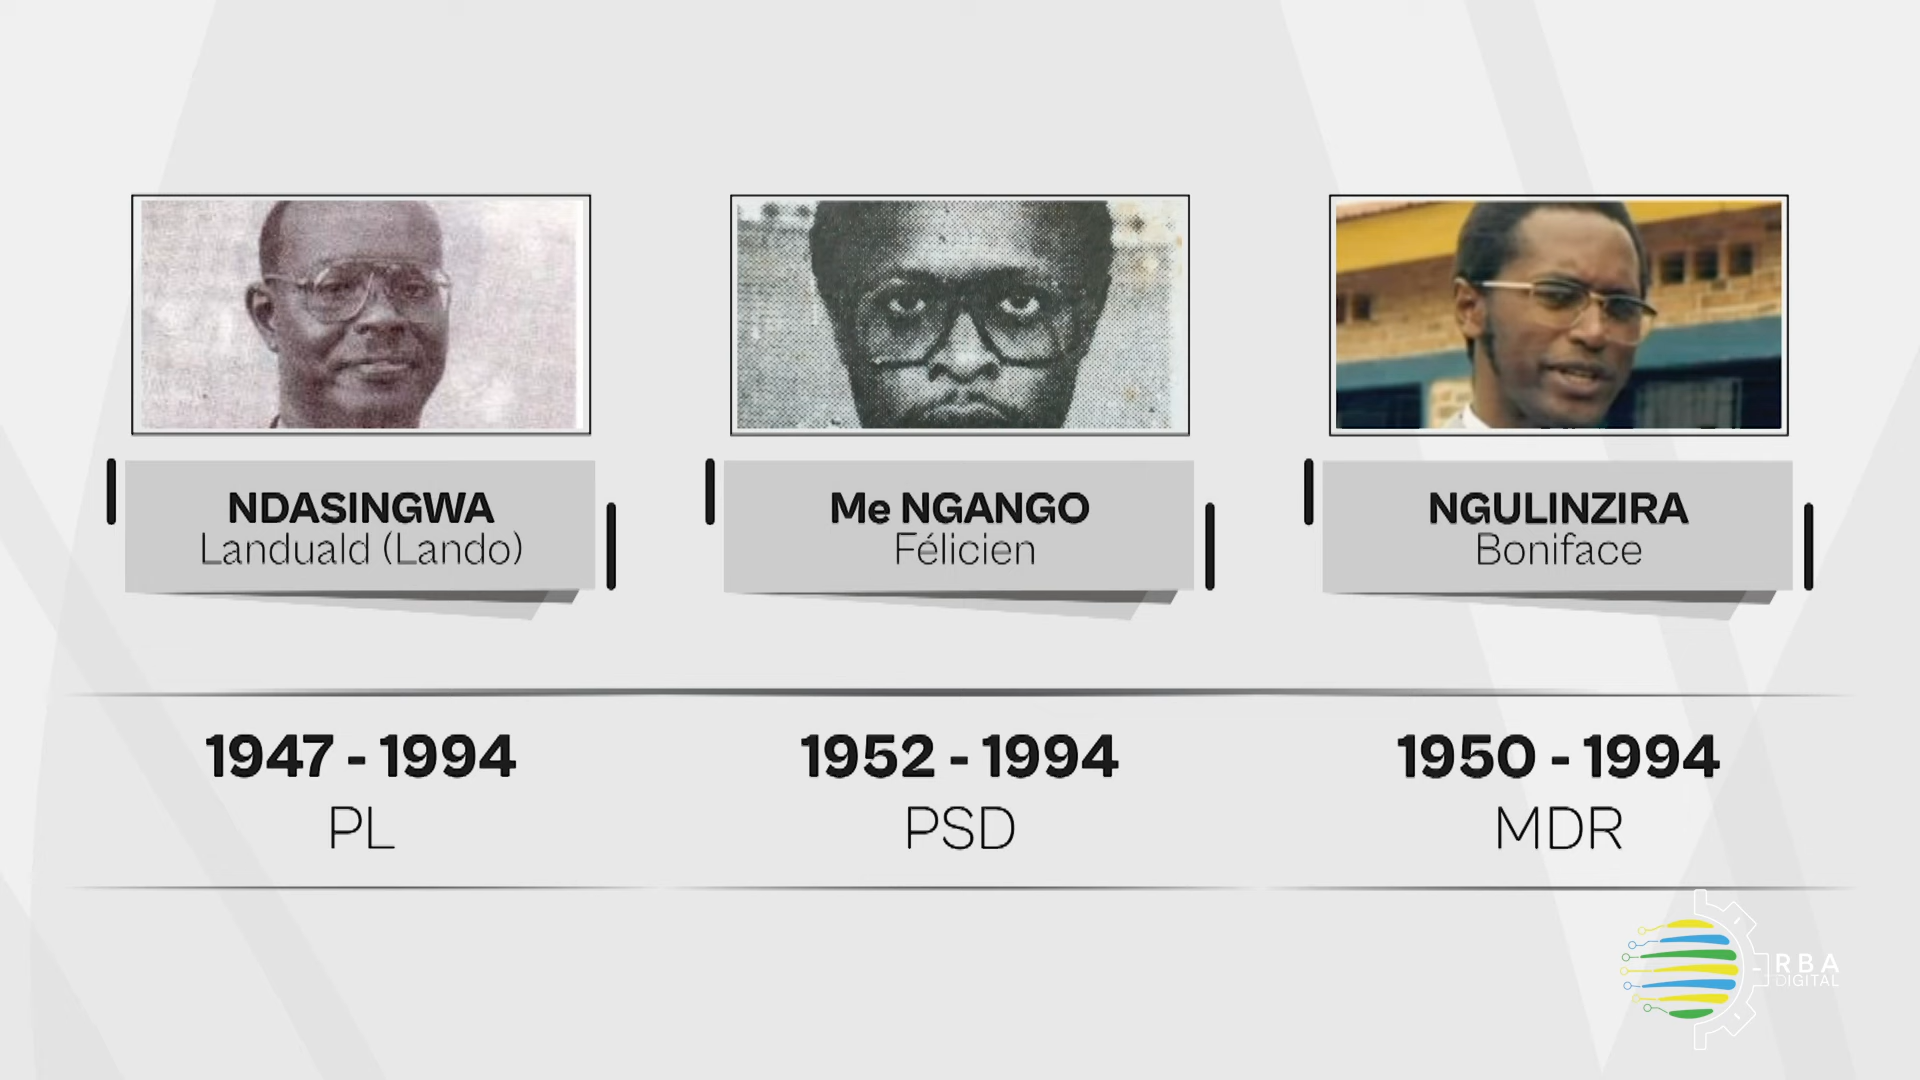 NDASINGWA
Landuald (Lando)
Me NGANGO
Félicien
NGULINZIRA
Boniface
1947 - 1994
PL
1952 - 1994
PSD
1950 - 1994
MDR
RBA
DIGITAL